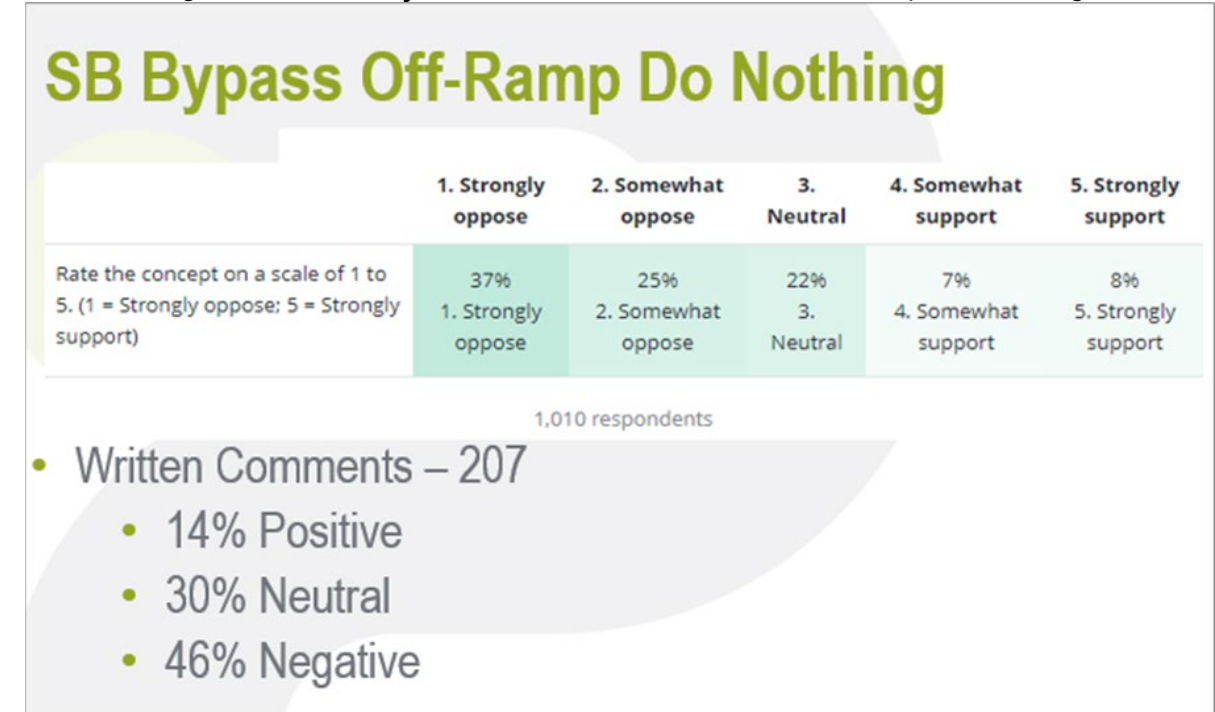 SB Bypass Off-Ramp Do Nothing
1. Strongly oppose
2. Somewhat oppose
3. Neutral
4. Somewhat support
5. Strongly support
Rate the concept on a scale of 1 to
5. (1 = Strongly oppose; 5 = Strongly
support)
37%
1. Strongly
oppose
25%
2. Somewhat
oppose
22%
3.
Neutral
7%
4. Somewhat
support
8%
5. Strongly
support
1,010 respondents
• Written Comments – 207
• 14% Positive
• 30% Neutral
• 46% Negative